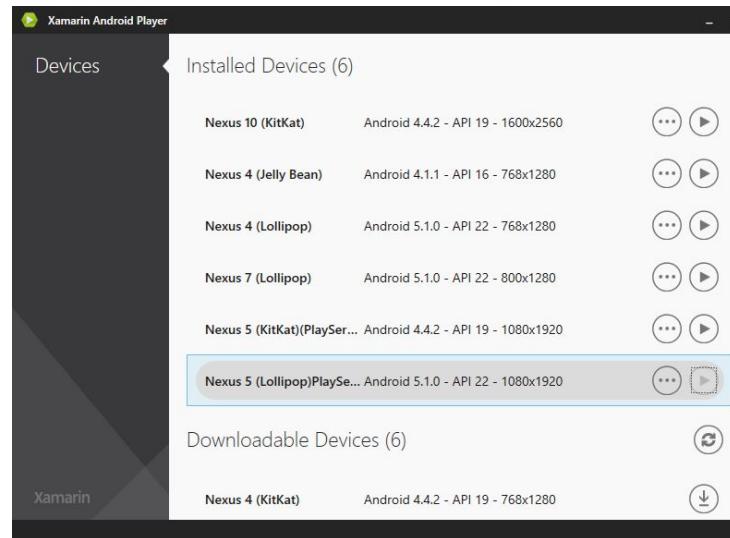 Xamarin Android Player
Devices
Installed Devices (6)
Nexus 10 (KitKat) Android 4.4.2 - API 19 - 1600x2560
Nexus 4 (Jelly Bean) Android 4.1.1 - API 16 - 768x1280
Nexus 4 (Lollipop) Android 5.1.0 - API 22 - 768x1280
Nexus 7 (Lollipop) Android 5.1.0 - API 22 - 800x1280
Nexus 5 (KitKat)(PlaySer... Android 4.4.2 - API 19 - 1080x1920
Nexus 5 (Lollipop)PlaySe... Android 5.1.0 - API 22 - 1080x1920
Downloadable Devices (6)
Nexus 4 (KitKat) Android 4.4.2 - API 19 - 768x1280
Xamarin